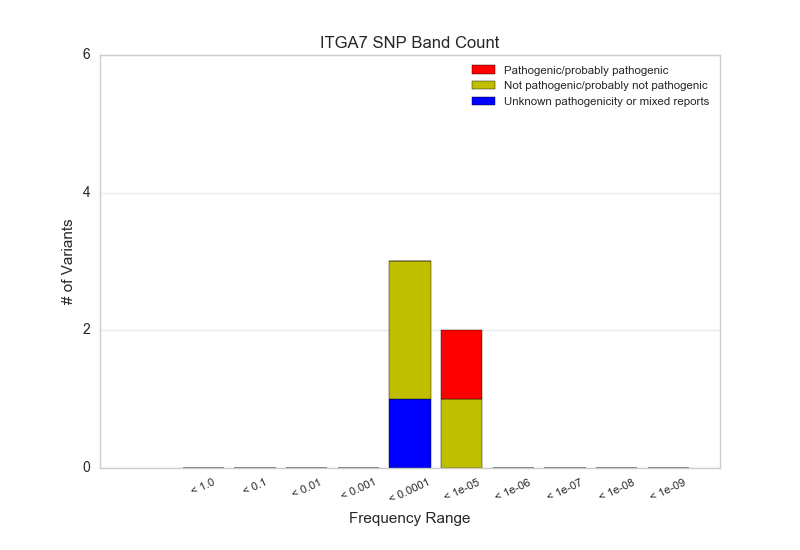 ITGA7 SNP Band Count
Pathogenic/probably pathogenic
Not pathogenic/probably not pathogenic
Unknown pathogenicity or mixed reports
# of Variants
6
4
2
0
< 1.0
< 0.1
< 0.01
< 0.001
< 0.0001
< 1e-05
< 1e-06
< 1e-07
< 1e-08
< 1e-09
Frequency Range